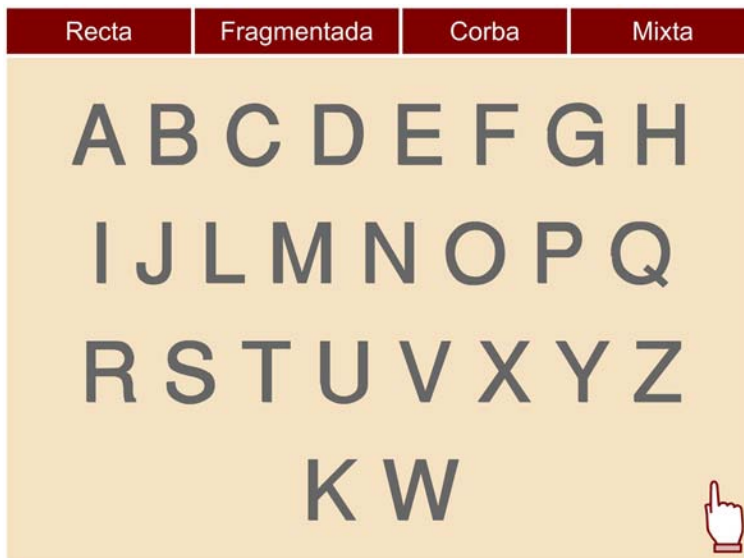 Recta Fragmentada Corba Mixta
A B C D E F G H
I J L M N O P Q
R S T U V X Y Z
K W